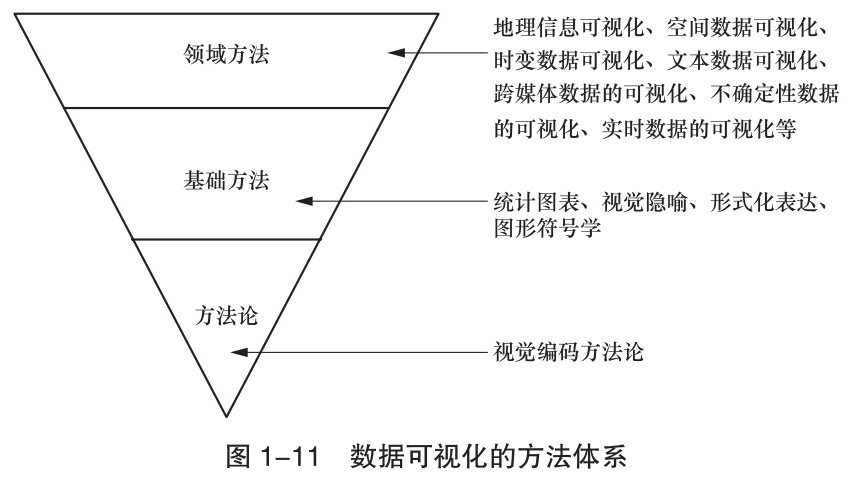 领域方法
地理信息可视化、空间数据可视化、
时变数据可视化、文本数据可视化、
跨媒体数据的可视化、不确定性数据
的可视化、实时数据的可视化等
基础方法
统计图表、视觉隐喻、形式化表达、
图形符号学
方法论
视觉编码方法论
图 1-11 数据可视化的方法体系